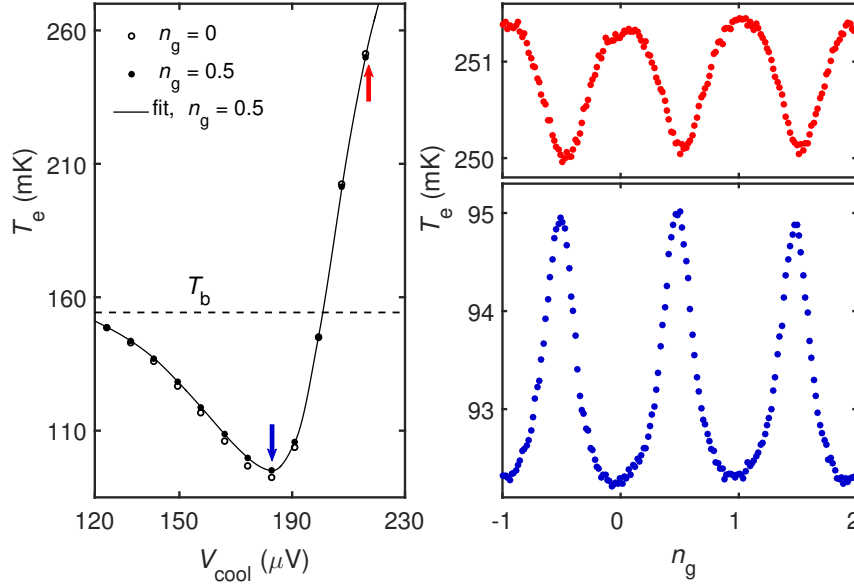 260
210
160
110
T_e (mK)
n_g = 0
n_g = 0.5
fit, n_g = 0.5
T_b
120 150 190 230
V_cool (μV)
251
250
T_e (mK)
95
94
93
-1 0 1 2
n_g